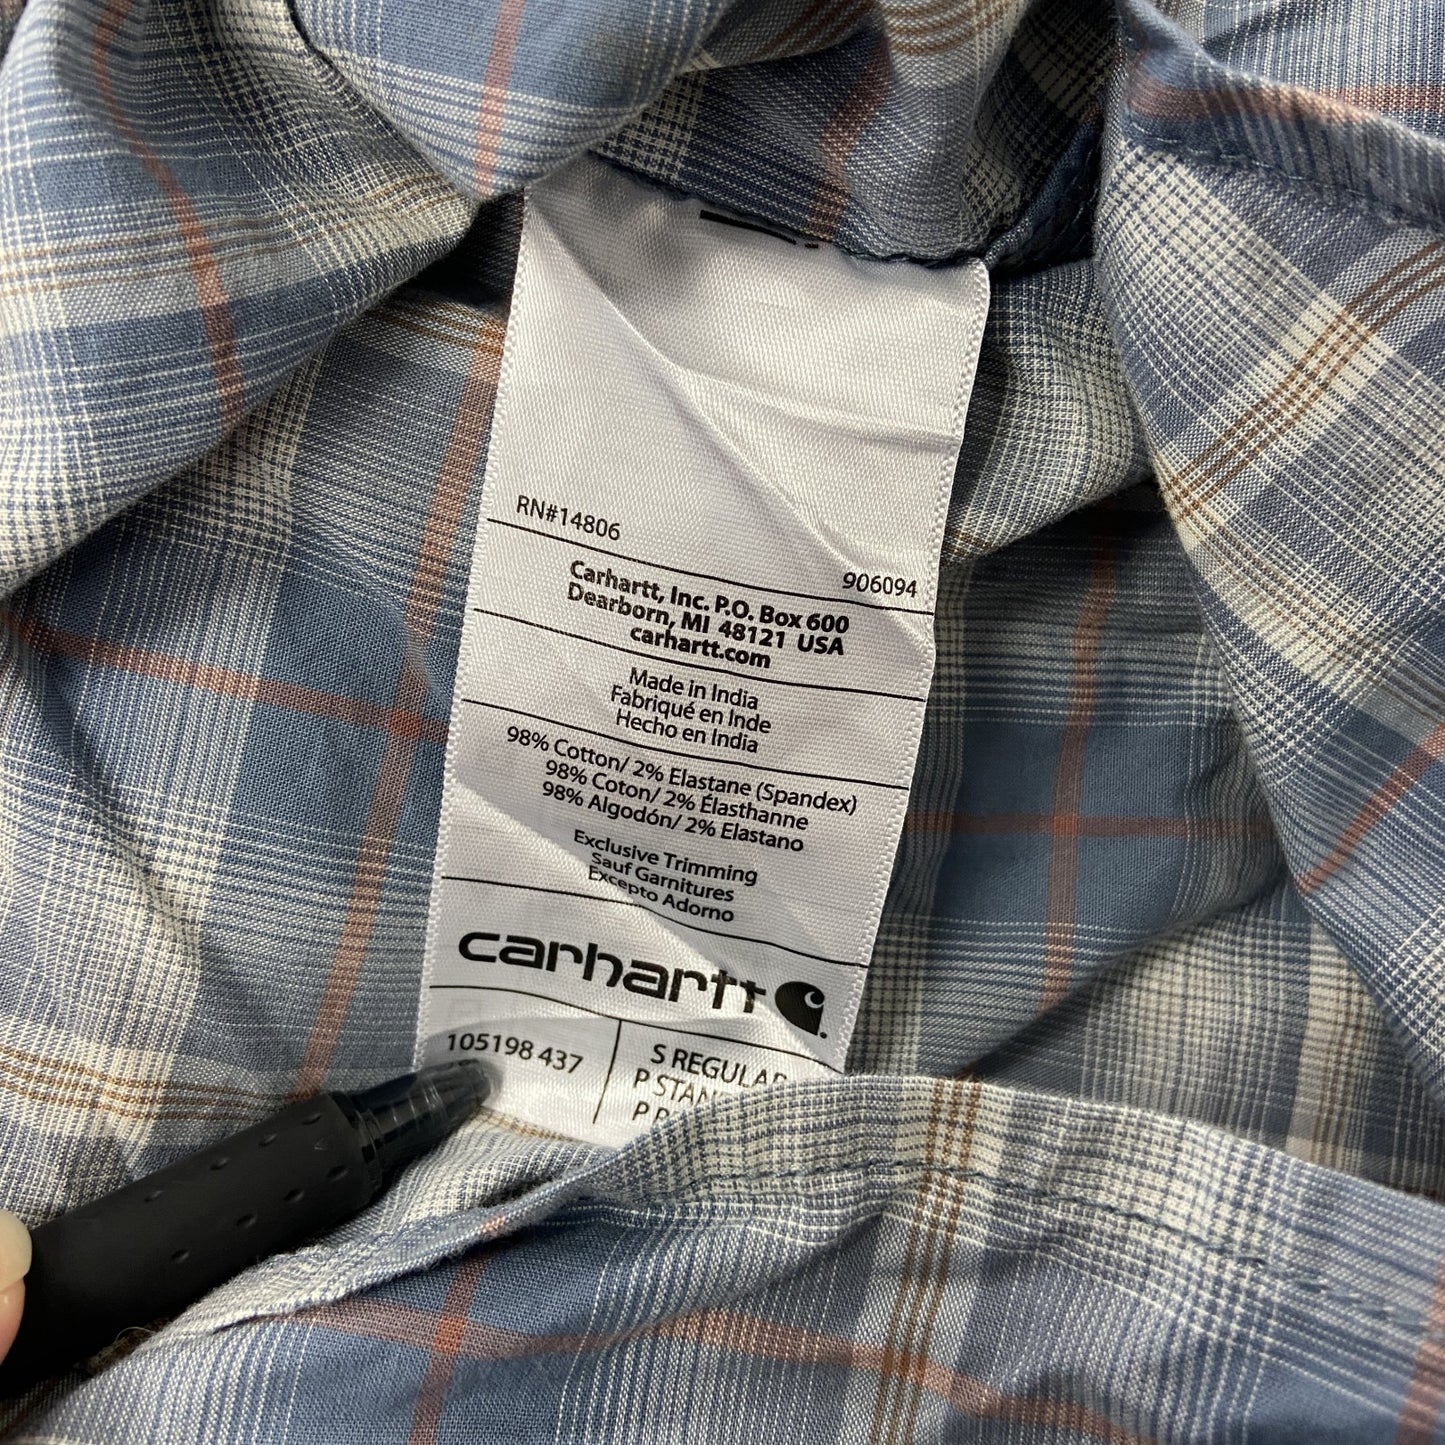 RN#14806
906094
Carhartt, Inc. P.O. Box 600
Dearborn, MI 48121 USA
carhartt.com
Made in India
Fabriqué en Inde
Hecho en India
98% Cotton/ 2% Elastane (Spandex)
98% Coton/ 2% Élasthanne
98% Algodón/ 2% Elastano
Exclusive Trimming
Sauf Garnitures
Excepto Adorno
carhartt
105198 437
S REGULAR
P
P